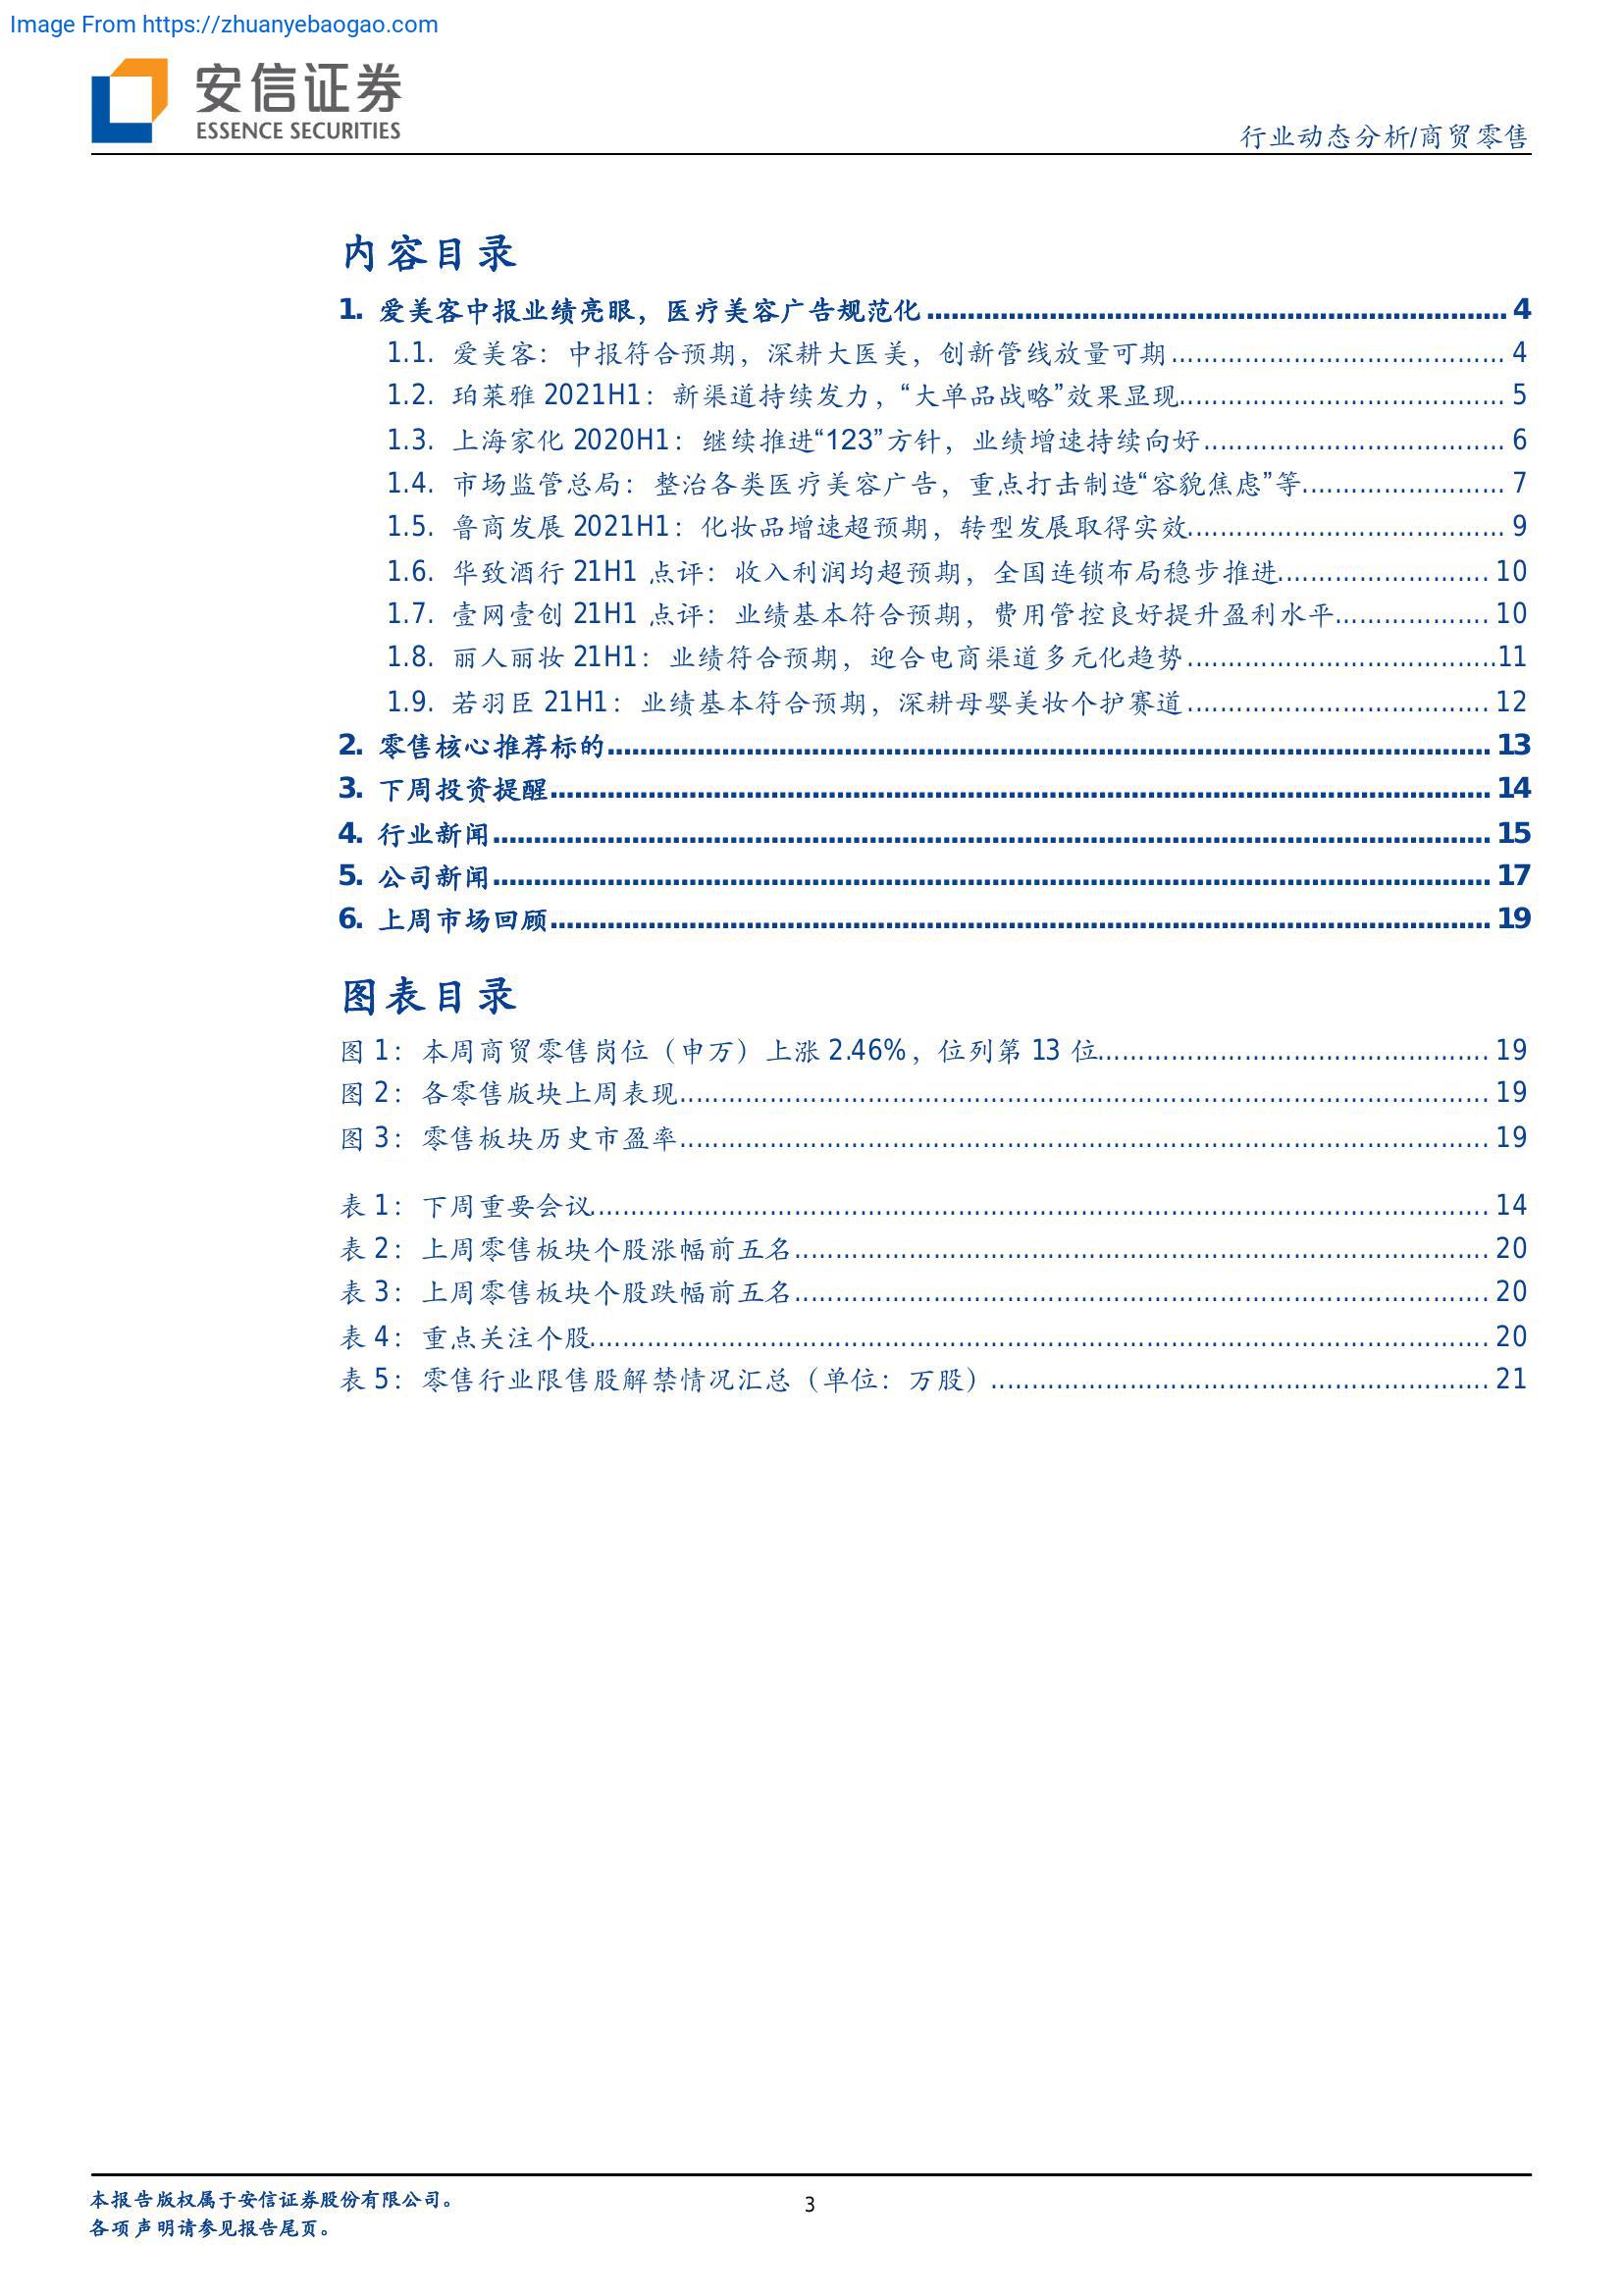 Image From https://zhuanyebaogao.com
安信证券
ESSENCE SECURITIES
行业动态分析/商贸零售
内容目录
1. 爱美客中报业绩亮眼，医疗美容广告规范化 4
1.1. 爱美客：中报符合预期，深耕大医美，创新管线放量可期 4
1.2. 珀莱雅 2021H1：新渠道持续发力，“大单品战略”效果显现 5
1.3. 上海家化 2020H1：继续推进“123”方针，业绩增速持续向好 6
1.4. 市场监管总局：整治各类医疗美容广告，重点打击制造“容貌焦虑”等 7
1.5. 鲁商发展 2021H1：化妆品增速超预期，转型发展取得实效 9
1.6. 华致酒行 21H1 点评：收入利润均超预期，全国连锁布局稳步推进 10
1.7. 壹网壹创 21H1 点评：业绩基本符合预期，费用管控良好提升盈利水平 10
1.8. 丽人丽妆 21H1：业绩符合预期，迎合电商渠道多元化趋势 11
1.9. 若羽臣 21H1：业绩基本符合预期，深耕母婴美妆个护赛道 12
2. 零售核心推荐标的 13
3. 下周投资提醒 14
4. 行业新闻 15
5. 公司新闻 17
6. 上周市场回顾 19
图表目录
图 1：本周商贸零售岗位（申万）上涨 2.46%，位列第 13 位 19
图 2：各零售版块上周表现 19
图 3：零售板块历史市盈率 19
表 1：下周重要会议 14
表 2：上周零售板块个股涨幅前五名 20
表 3：上周零售板块个股跌幅前五名 20
表 4：重点关注个股 20
表 5：零售行业限售股解禁情况汇总（单位：万股） 21
本报告版权属于安信证券股份有限公司。
各项声明请参见报告尾页。
3